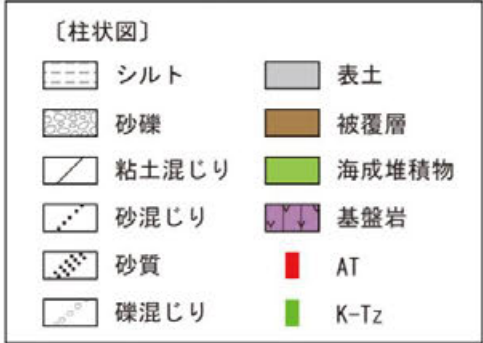 〔柱状図〕
シルト
砂礫
粘土混じり
砂混じり
砂質
礫混じり
表土
被覆層
海成堆積物
基盤岩
AT
K-Tz